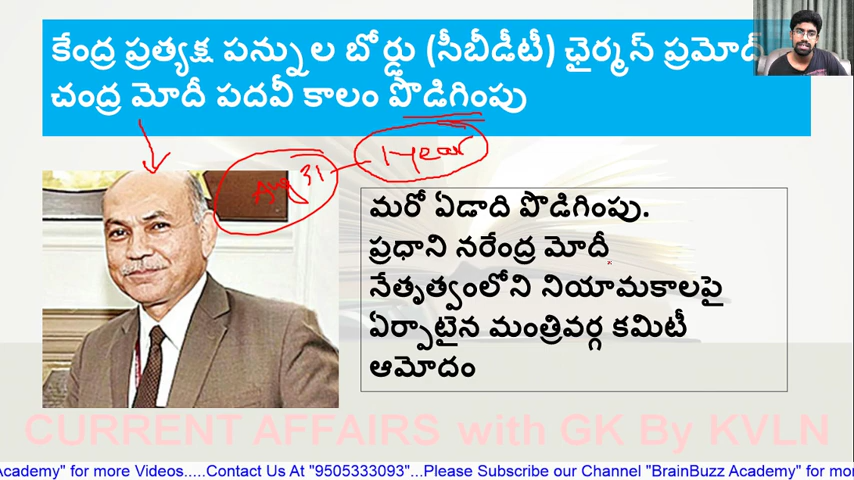 కేంద్ర ప్రత్యక్ష పన్నుల బోర్డు (సీబీడీటీ) ఛైర్మన్ ప్రమోద్
చంద్ర మోదీ పదవీ కాలం పొడిగింపు
Aug 31
1 year
మరో ఏడాది పొడిగింపు.
ప్రధాని నరేంద్ర మోదీ
నేతృత్వంలోని నియామకాలపై
ఏర్పాటైన మంత్రివర్గ కమిటీ
ఆమోదం
CURRENT AFFAIRS with GK By KVLN
Academy" for more Videos.....Contact Us At "9505333093"...Please Subscribe our Channel "BrainBuzz Academy" for mor